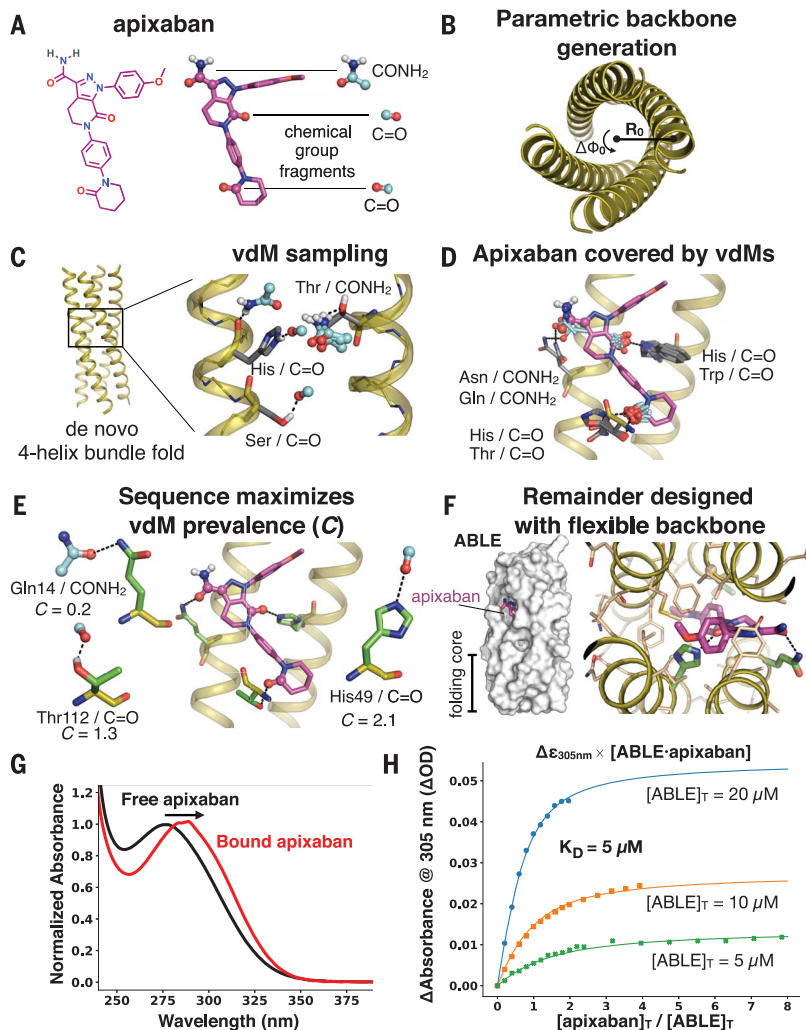 A
apixaban
H
H
N
O
N
N
N
O
O
N
O
N
CONH₂
C=O
chemical
group
fragments
C=O
B
Parametric backbone
generation
R₀
ΔΦ₀
C
vdM sampling
Thr / CONH₂
His / C=O
Ser / C=O
de novo
4-helix bundle fold
D
Apixaban covered by vdMs
His / C=O
Trp / C=O
Asn / CONH₂
Gln / CONH₂
His / C=O
Thr / C=O
E
Sequence maximizes
vdM prevalence (C)
Gln14 / CONH₂
C = 0.2
Thr112 / C=O
C = 1.3
His49 / C=O
C = 2.1
F
Remainder designed
with flexible backbone
ABLE
apixaban
folding core
G
Free apixaban
Bound apixaban
Normalized Absorbance
1.2
1.0
0.8
0.6
0.4
0.2
0.0
250 275 300 325 350 375
Wavelength (nm)
H
Δε₃₀₅ₙₘ × [ABLE·apixaban]
[ABLE]ᴛ = 20 µM
K_D = 5 µM
[ABLE]ᴛ = 10 µM
[ABLE]ᴛ = 5 µM
ΔAbsorbance @ 305 nm (ΔOD)
0.05
0.04
0.03
0.02
0.01
0.00
0 1 2 3 4 5 6 7 8
[apixaban]ᴛ / [ABLE]ᴛ